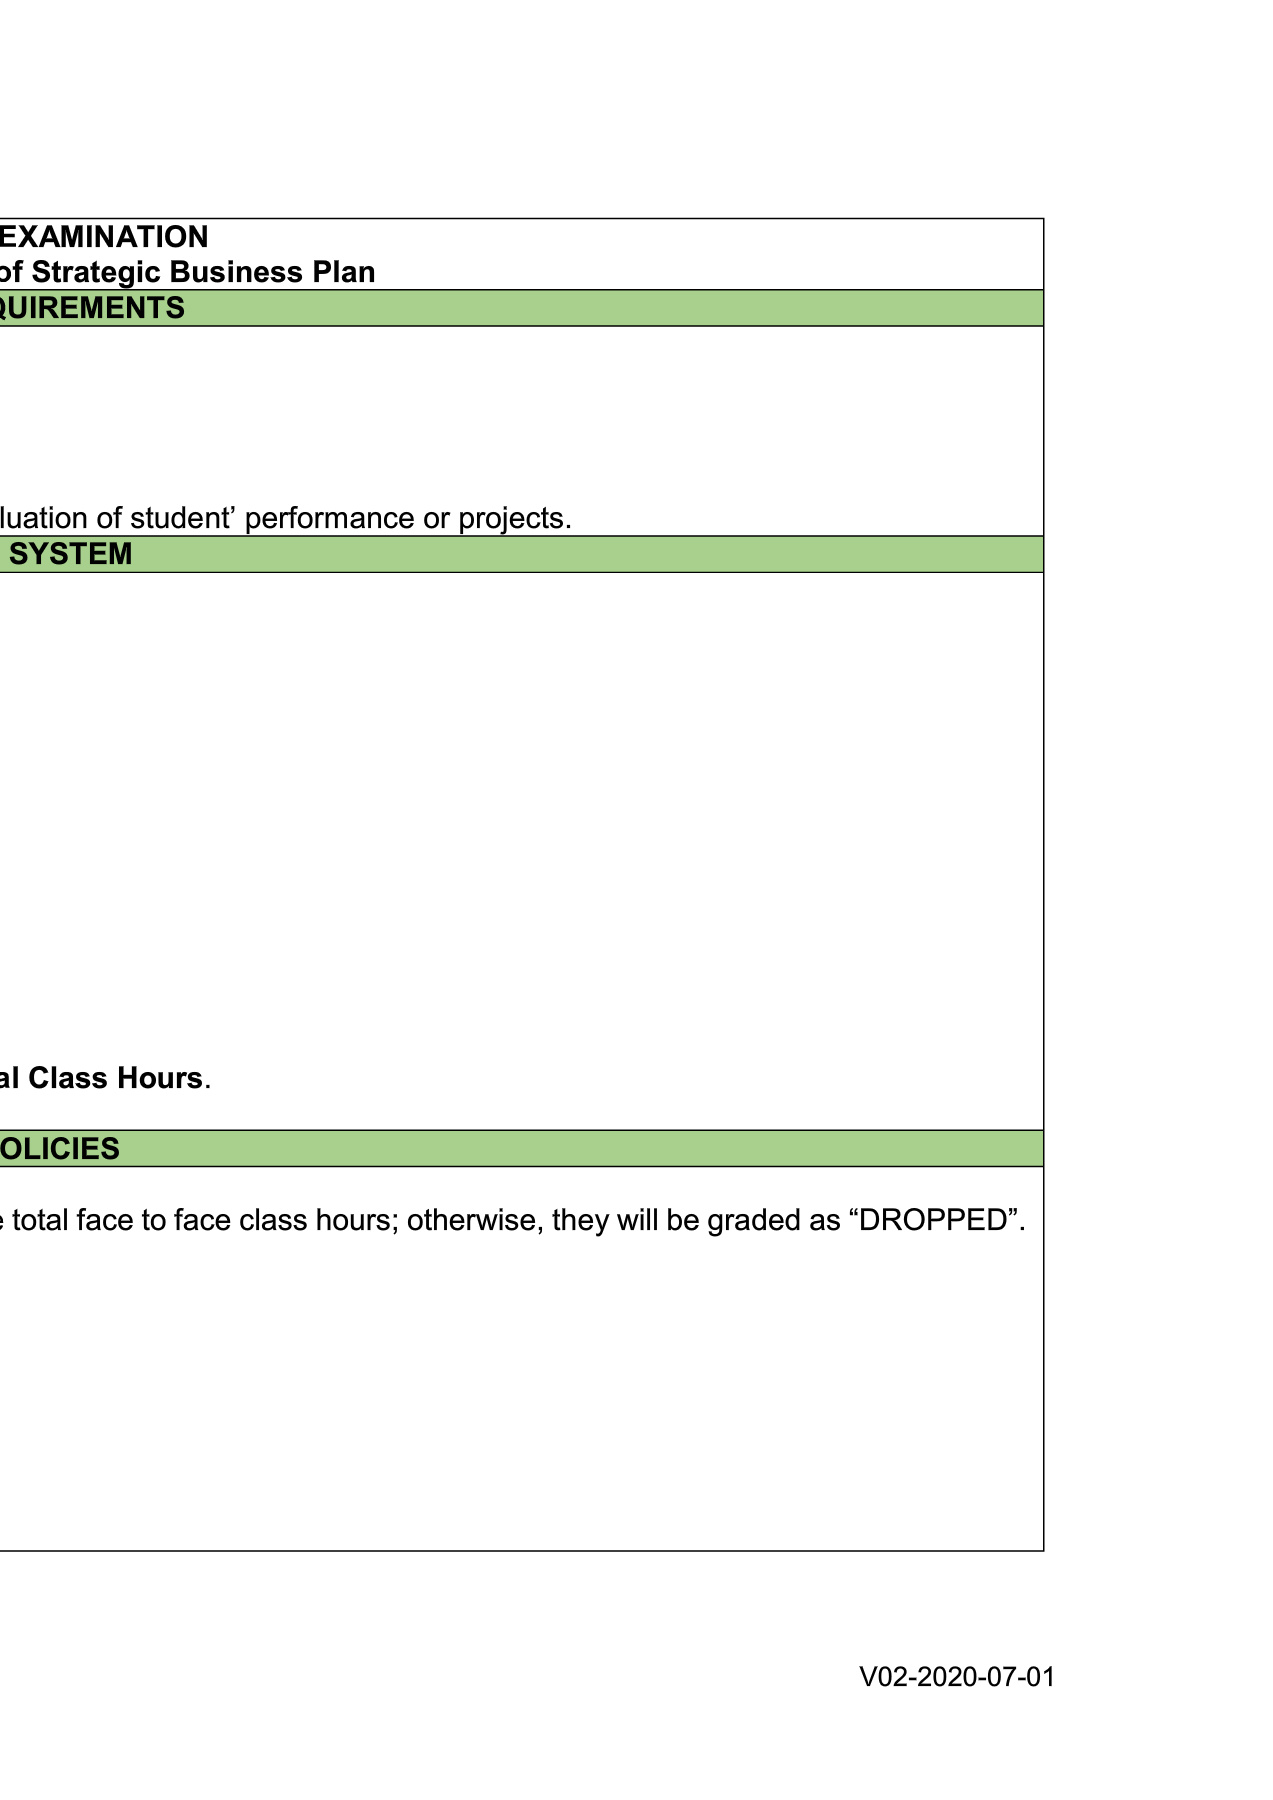 EXAMINATION
of Strategic Business Plan
QUIREMENTS
luation of student’ performance or projects.
SYSTEM
al Class Hours.
OLICIES
e total face to face class hours; otherwise, they will be graded as “DROPPED”.
V02-2020-07-01